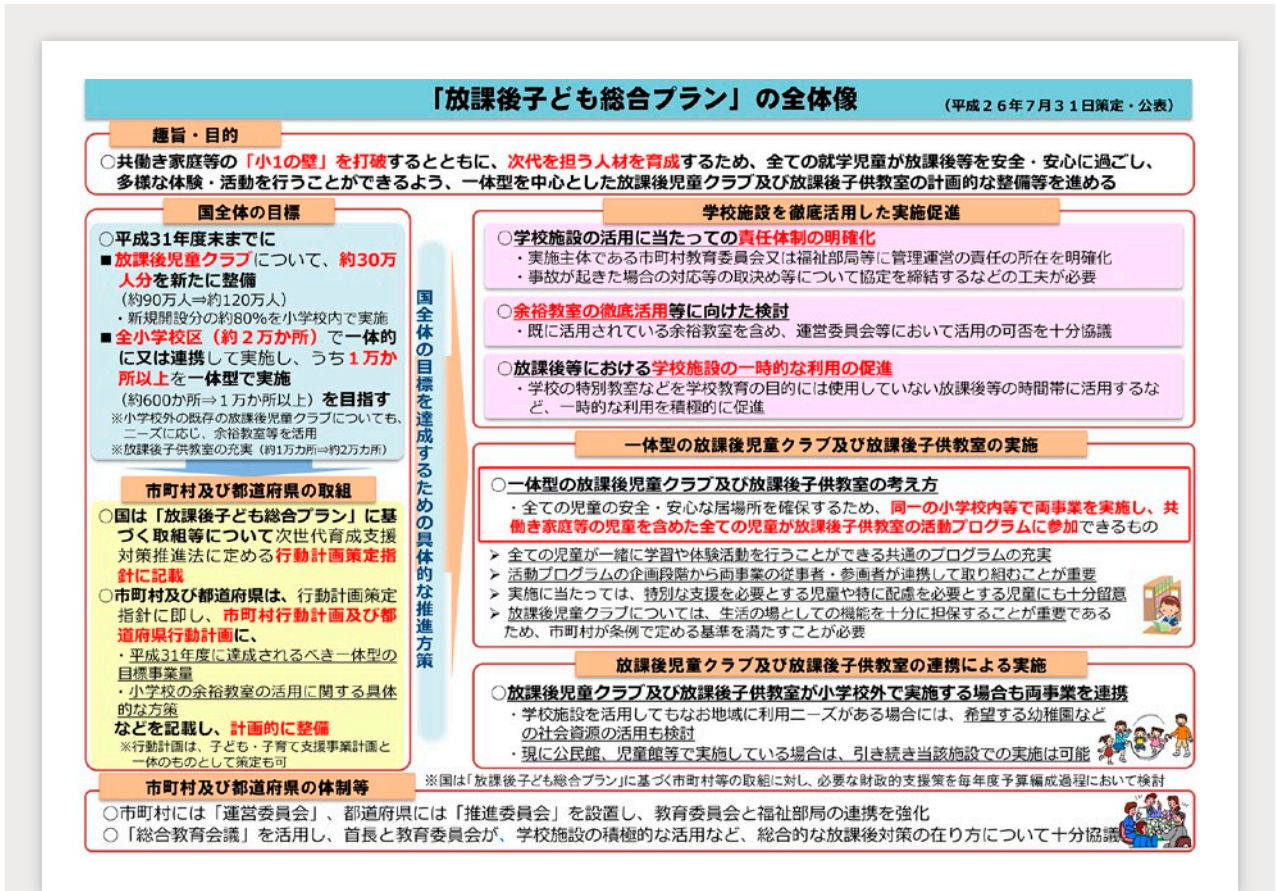 「放課後子ども総合プラン」の全体像
(平成26年7月31日策定・公表)
趣旨・目的
○共働き家庭等の「小1の壁」を打破するとともに、次代を担う人材を育成するため、全ての就学児童が放課後等を安全・安心に過ごし、
多様な体験・活動を行うことができるよう、一体型を中心とした放課後児童クラブ及び放課後子供教室の計画的な整備等を進める
国全体の目標
○平成31年度末までに
■放課後児童クラブについて、約30万
人分を新たに整備
(約90万人⇒約120万人)
・新規開設分の約80%を小学校内で実施
■全小学校区(約2万か所)で一体的
に又は連携して実施し、うち1万か
所以上を一体型で実施
(約600か所⇒1万か所以上)を目指す
※小学校外の既存の放課後児童クラブについても、
ニーズに応じ、余裕教室等を活用
※放課後子供教室の充実(約1万カ所⇒約2万カ所)
市町村及び都道府県の取組
○国は「放課後子ども総合プラン」に基
づく取組等について次世代育成支援
対策推進法に定める行動計画策定指
針に記載
○市町村及び都道府県は、行動計画策定
指針に即し、市町村行動計画及び都
道府県行動計画に、
・平成31年度に達成されるべき一体型の
目標事業量
・小学校の余裕教室の活用に関する具体
的な方策
などを記載し、計画的に整備
※行動計画は、子ども・子育て支援事業計画と
一体のものとして策定も可
国全体の目標を達成するための具体的な推進方策
学校施設を徹底活用した実施促進
○学校施設の活用に当たっての責任体制の明確化
・実施主体である市町村教育委員会又は福祉部局等に管理運営の責任の所在を明確化
・事故が起きた場合の対応等の取決め等について協定を締結するなどの工夫が必要
○余裕教室の徹底活用等に向けた検討
・既に活用されている余裕教室を含め、運営委員会等において活用の可否を十分協議
○放課後等における学校施設の一時的な利用の促進
・学校の特別教室などを学校教育の目的には使用していない放課後等の時間帯に活用するな
ど、一時的な利用を積極的に促進
一体型の放課後児童クラブ及び放課後子供教室の実施
○一体型の放課後児童クラブ及び放課後子供教室の考え方
・全ての児童の安全・安心な居場所を確保するため、同一の小学校内等で両事業を実施し、共
働き家庭等の児童を含めた全ての児童が放課後子供教室の活動プログラムに参加できるもの
➢ 全ての児童が一緒に学習や体験活動を行うことができる共通のプログラムの充実
➢ 活動プログラムの企画段階から両事業の従事者・参画者が連携して取り組むことが重要
➢ 実施に当たっては、特別な支援を必要とする児童や特に配慮を必要とする児童にも十分留意
➢ 放課後児童クラブについては、生活の場としての機能を十分に担保することが重要である
ため、市町村が条例で定める基準を満たすことが必要
放課後児童クラブ及び放課後子供教室の連携による実施
○放課後児童クラブ及び放課後子供教室が小学校外で実施する場合も両事業を連携
・学校施設を活用してもなお地域に利用ニーズがある場合には、希望する幼稚園など
の社会資源の活用も検討
・現に公民館、児童館等で実施している場合は、引き続き当該施設での実施は可能
※国は「放課後子ども総合プラン」に基づく市町村等の取組に対し、必要な財政的支援策を毎年度予算編成過程において検討
市町村及び都道府県の体制等
○市町村には「運営委員会」、都道府県には「推進委員会」を設置し、教育委員会と福祉部局の連携を強化
○「総合教育会議」を活用し、首長と教育委員会が、学校施設の積極的な活用など、総合的な放課後対策の在り方について十分協議